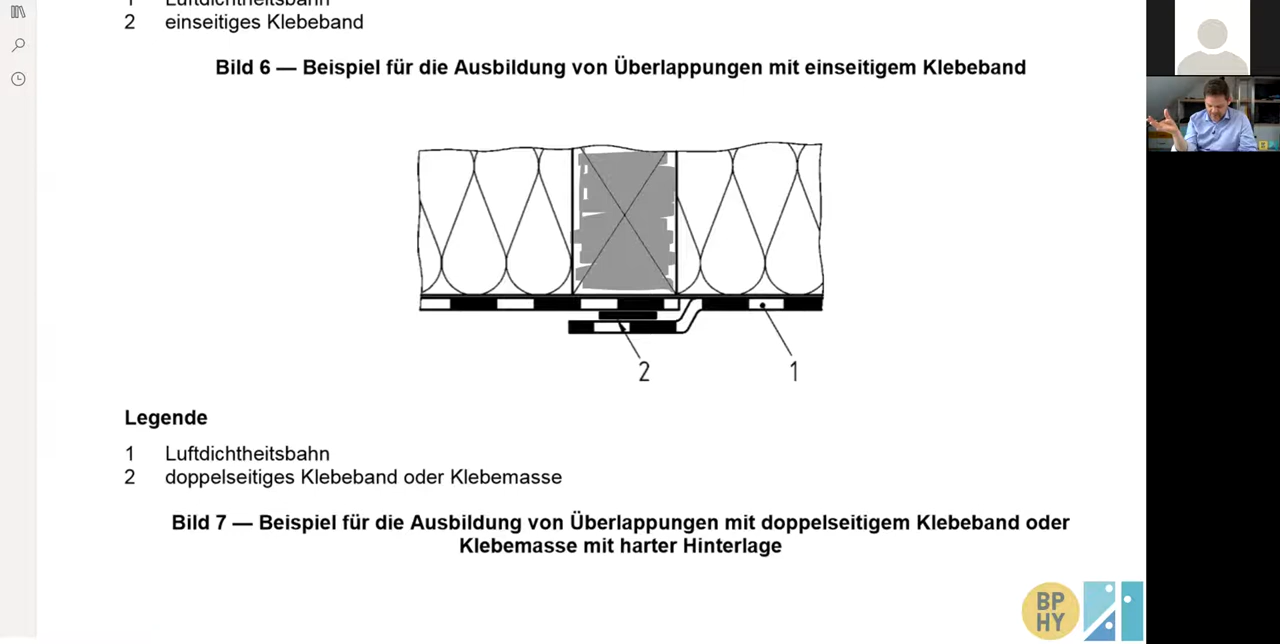 1 Luftdichtheitsbahn
2 einseitiges Klebeband
Bild 6 — Beispiel für die Ausbildung von Überlappungen mit einseitigem Klebeband
2
1
Legende
1 Luftdichtheitsbahn
2 doppelseitiges Klebeband oder Klebemasse
Bild 7 — Beispiel für die Ausbildung von Überlappungen mit doppelseitigem Klebeband oder
Klebemasse mit harter Hinterlage
BP
HY